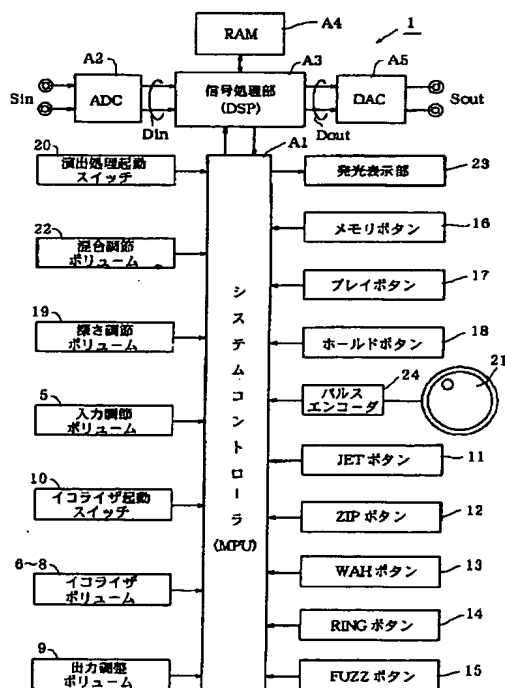 RAM
A4
1
A2
A3
A5
Sin
ADC
信号処理部
(DSP)
DAC
Sout
Din
Dout
A1
20
演出処理起動
スイッチ
発光表示部
23
22
混合調節
ボリューム
メモリボタン
16
プレイボタン
17
19
深さ調節
ボリューム
ホールドボタン
18
システムコントローラ
(MPU)
5
入力調節
ボリューム
パルス
エンコーダ
24
21
10
イコライザ起動
スイッチ
JETボタン
11
ZIPボタン
12
6~8
イコライザ
ボリューム
WAHボタン
13
RINGボタン
14
9
出力調整
ボリューム
FUZZボタン
15